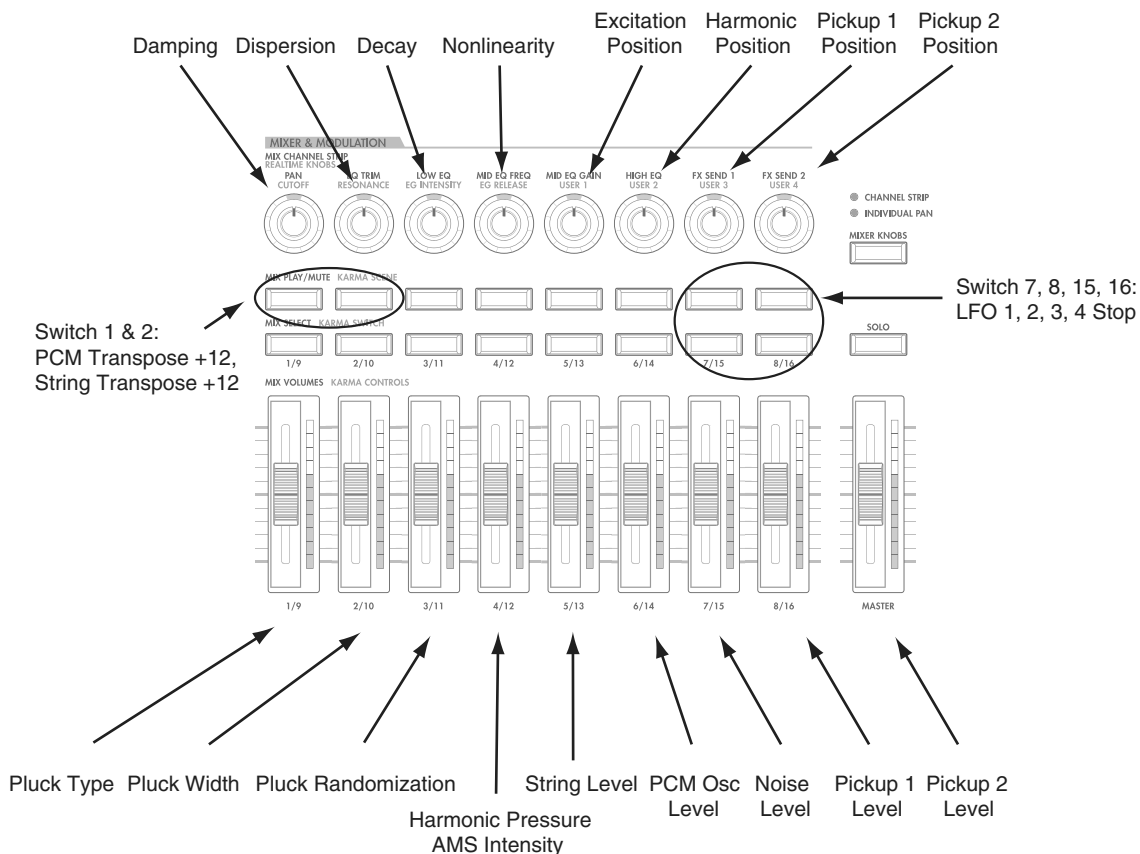 Damping Dispersion Decay Nonlinearity Excitation Position Harmonic Position Pickup 1 Position Pickup 2 Position
MIXER & MODULATION
MIX CHANNEL STRIP
REALTIME KNOBS
PAN EQ TRIM LOW EQ MID EQ FREQ MID EQ GAIN HIGH EQ FX SEND 1 FX SEND 2
CUTOFF RESONANCE EG INTENSITY EG RELEASE USER 1 USER 2 USER 3 USER 4
CHANNEL STRIP
INDIVIDUAL PAN
MIXER KNOBS
MIX PLAY/MUTE KARMA SCENE
Switch 7, 8, 15, 16:
LFO 1, 2, 3, 4 Stop
Switch 1 & 2:
PCM Transpose +12,
String Transpose +12
MIX SELECT KARMA SWITCH
SOLO
1/9 2/10 3/11 4/12 5/13 6/14 7/15 8/16
MIX VOLUMES KARMA CONTROLS
1/9 2/10 3/11 4/12 5/13 6/14 7/15 8/16 MASTER
Pluck Type Pluck Width Pluck Randomization
Harmonic Pressure
AMS Intensity
String Level
PCM Osc
Level
Noise
Level
Pickup 1
Level
Pickup 2
Level